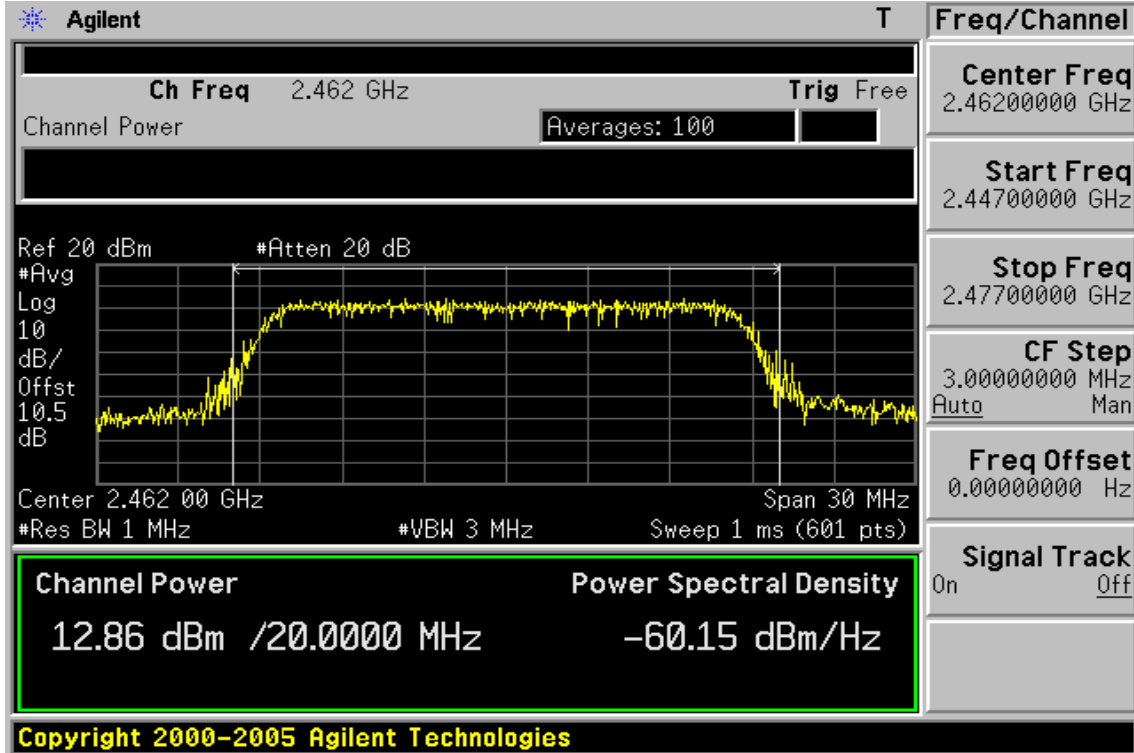 Agilent T
Ch Freq 2.462 GHz Trig Free
Channel Power Averages: 100
Ref 20 dBm #Atten 20 dB
#Avg
Log
10
dB/
Offst
10.5
dB
Center 2.462 00 GHz Span 30 MHz
#Res BW 1 MHz #VBW 3 MHz Sweep 1 ms (601 pts)
Channel Power Power Spectral Density
12.86 dBm /20.0000 MHz -60.15 dBm/Hz
Copyright 2000-2005 Agilent Technologies
Freq/Channel
Center Freq
2.46200000 GHz
Start Freq
2.44700000 GHz
Stop Freq
2.47700000 GHz
CF Step
3.00000000 MHz
Auto Man
Freq Offset
0.00000000 Hz
Signal Track
On Off